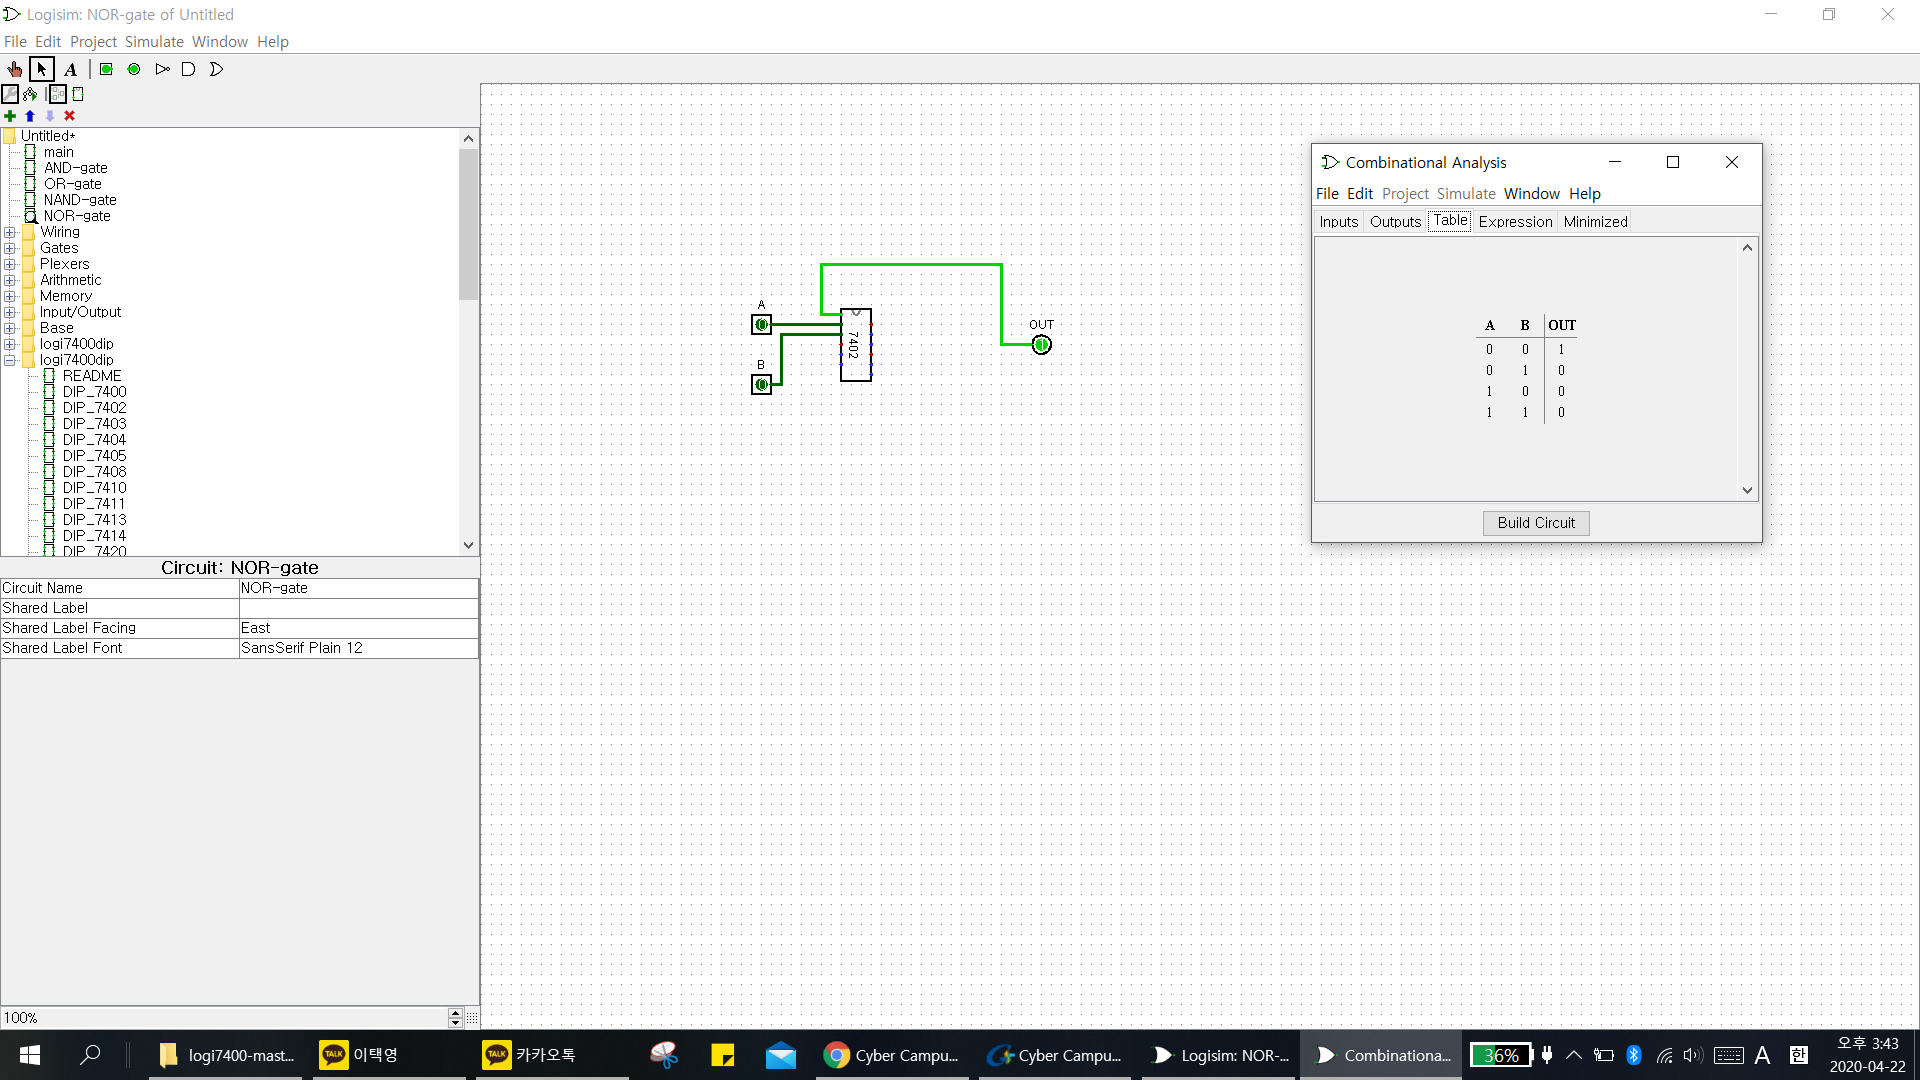 Logisim: NOR-gate of Untitled
File Edit Project Simulate Window Help
A
Untitled*
main
AND-gate
OR-gate
NAND-gate
NOR-gate
Wiring
Gates
Plexers
Arithmetic
Memory
Input/Output
Base
logi7400dip
logi7400dip
README
DIP_7400
DIP_7402
DIP_7403
DIP_7404
DIP_7405
DIP_7408
DIP_7410
DIP_7411
DIP_7413
DIP_7414
DIP_7420
Circuit: NOR-gate
Circuit Name NOR-gate
Shared Label
Shared Label Facing East
Shared Label Font SansSerif Plain 12
100%
A
0
B
0
7402
OUT
1
Combinational Analysis
File Edit Project Simulate Window Help
Inputs Outputs Table Expression Minimized
A B OUT
0 0 1
0 1 0
1 0 0
1 1 0
Build Circuit
logi7400-mast...
TALK 이택영
TALK 카카오톡
Cyber Campu...
Cyber Campu...
Logisim: NOR-...
Combinationa...
36%
A
한
오후 3:43
2020-04-22